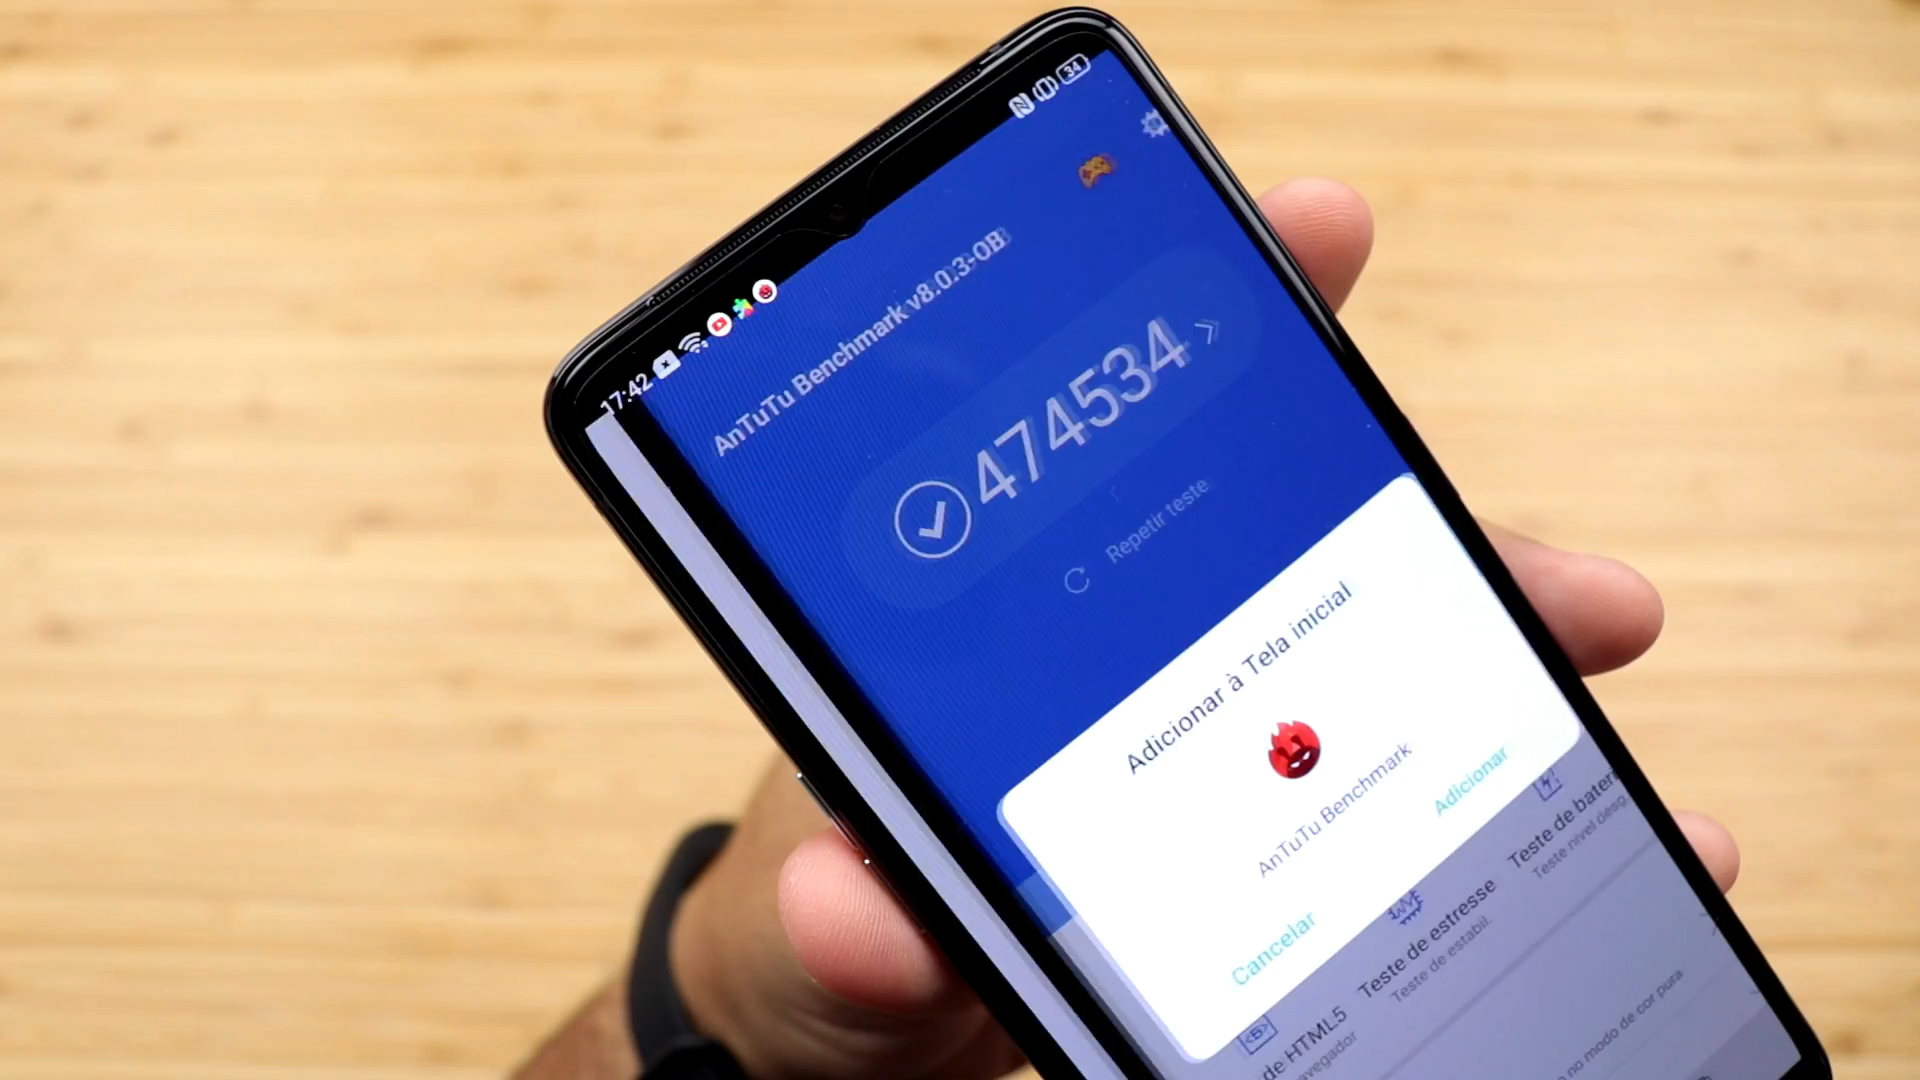 17:42
34
AnTuTu Benchmark v8.0.3-OB
474534
Repetir teste
Adicionar à Tela inicial
AnTuTu Benchmark
Cancelar
Adicionar
de HTML5
Teste de estresse
Teste de estabil.
Teste de bater
Teste nível desg
no modo de cor pura